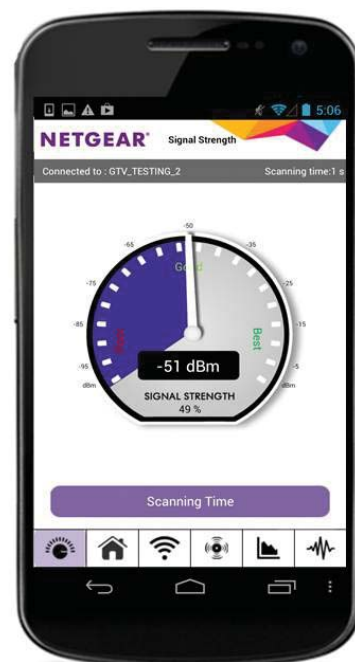 5:06
NETGEAR® Signal Strength
Connected to : GTV_TESTING_2 Scanning time:1 s
-50
-65 -35
Good
-75 -25
-85 -15
Best
-95 -5
dBm dBm
-51 dBm
SIGNAL STRENGTH
49 %
Scanning Time